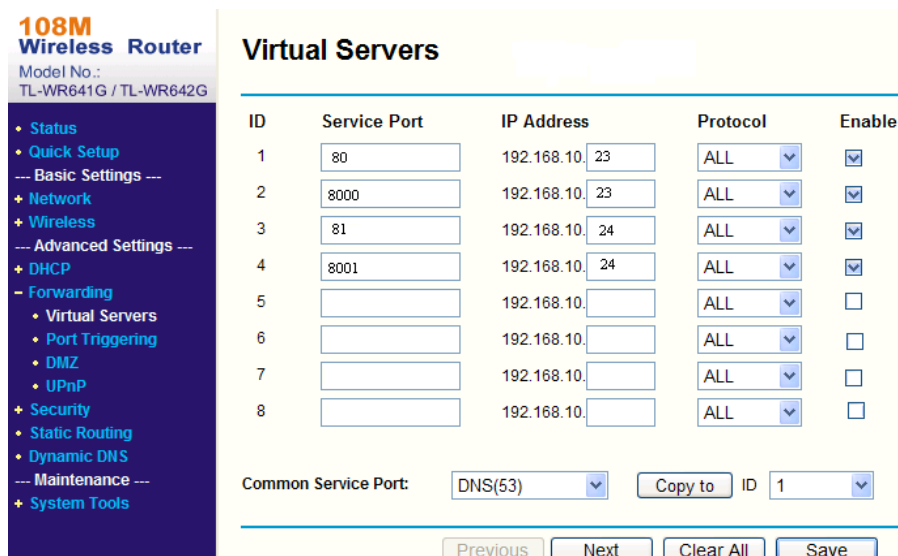 108M
Wireless Router
Model No.:
TL-WR641G / TL-WR642G
Status
Quick Setup
--- Basic Settings ---
+ Network
+ Wireless
--- Advanced Settings ---
+ DHCP
− Forwarding
Virtual Servers
Port Triggering
DMZ
UPnP
+ Security
Static Routing
Dynamic DNS
--- Maintenance ---
+ System Tools
Virtual Servers
ID Service Port IP Address Protocol Enable
1 80 192.168.10. 23 ALL
2 8000 192.168.10. 23 ALL
3 81 192.168.10. 24 ALL
4 8001 192.168.10. 24 ALL
5 192.168.10. ALL
6 192.168.10. ALL
7 192.168.10. ALL
8 192.168.10. ALL
Common Service Port: DNS(53) Copy to ID 1
Previous Next Clear All Save